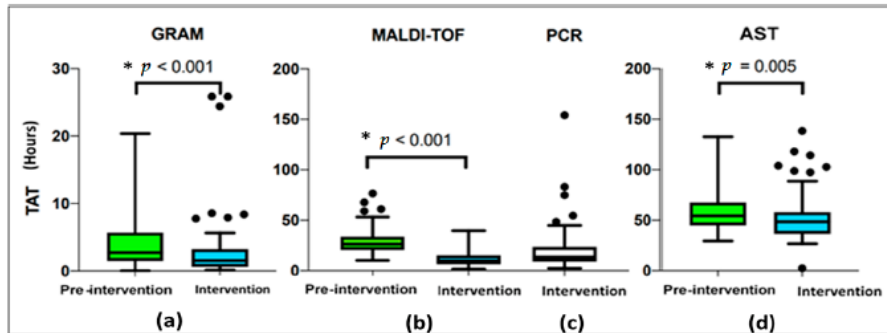 GRAM MALDI-TOF PCR AST
* p < 0.001
* p < 0.001
* p = 0.005
TAT (Hours)
30
20
10
0
200
150
100
50
0
200
150
100
50
0
Pre-intervention Intervention Pre-intervention Intervention Intervention Pre-intervention Intervention
(a) (b) (c) (d)